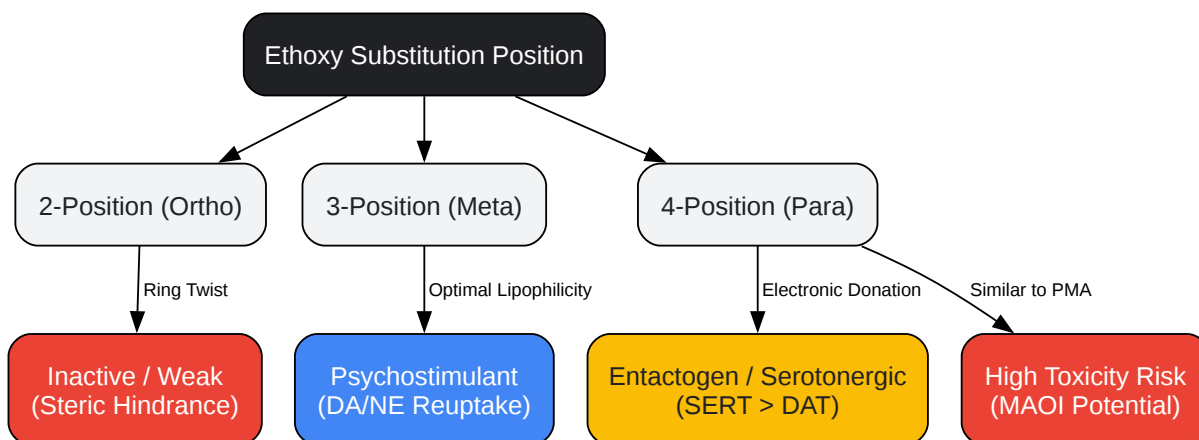 Ethoxy Substitution Position
2-Position (Ortho)
3-Position (Meta)
4-Position (Para)
Ring Twist
Optimal Lipophilicity
Electronic Donation
Similar to PMA
Inactive / Weak
(Steric Hindrance)
Psychostimulant
(DA/NE Reuptake)
Entactogen / Serotonergic
(SERT > DAT)
High Toxicity Risk
(MAOI Potential)